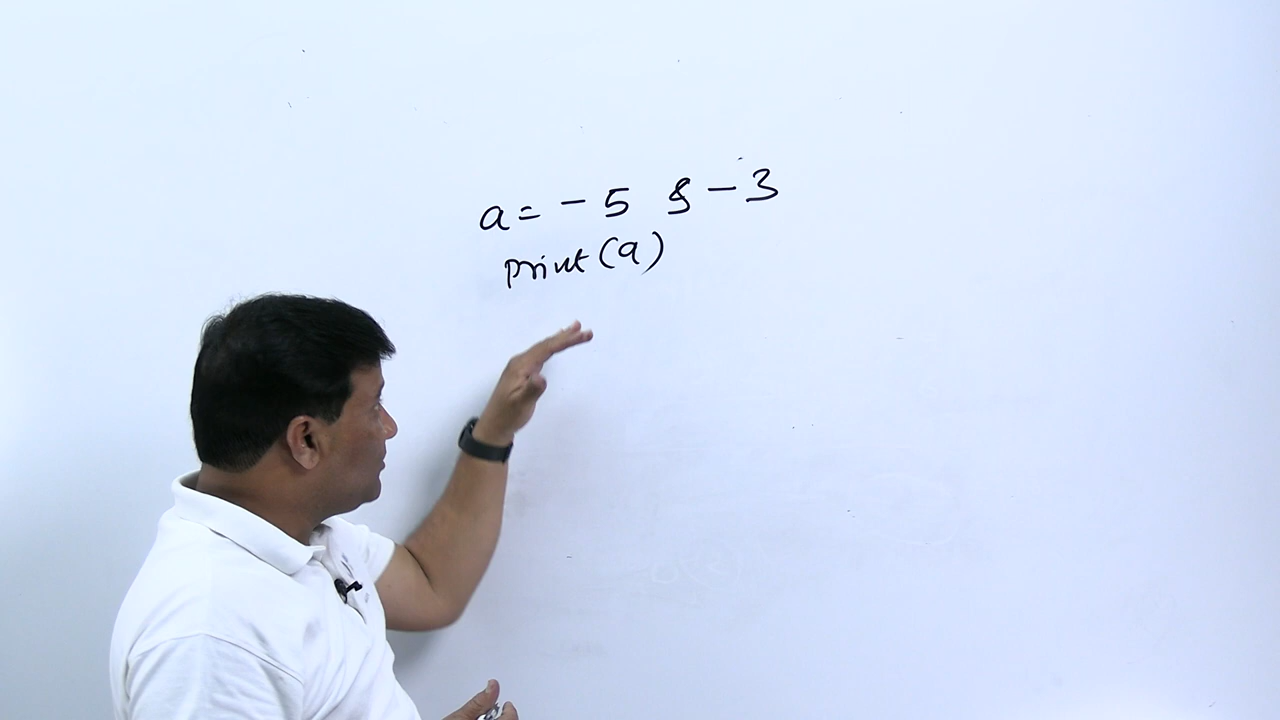 a = - 5 & - 3
print(a)